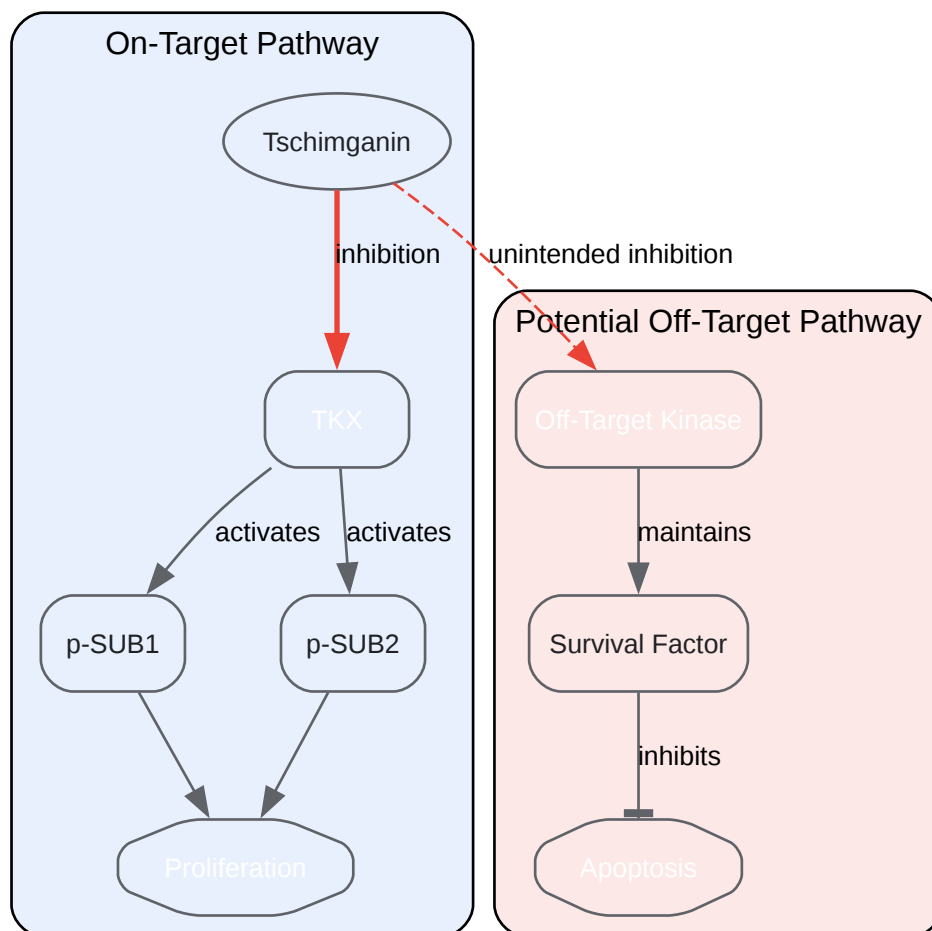 On-Target Pathway
Tschimganin
inhibition
unintended inhibition
Potential Off-Target Pathway
TKX
Off-Target Kinase
activates
activates
maintains
p-SUB1
p-SUB2
Survival Factor
inhibits
Proliferation
Apoptosis